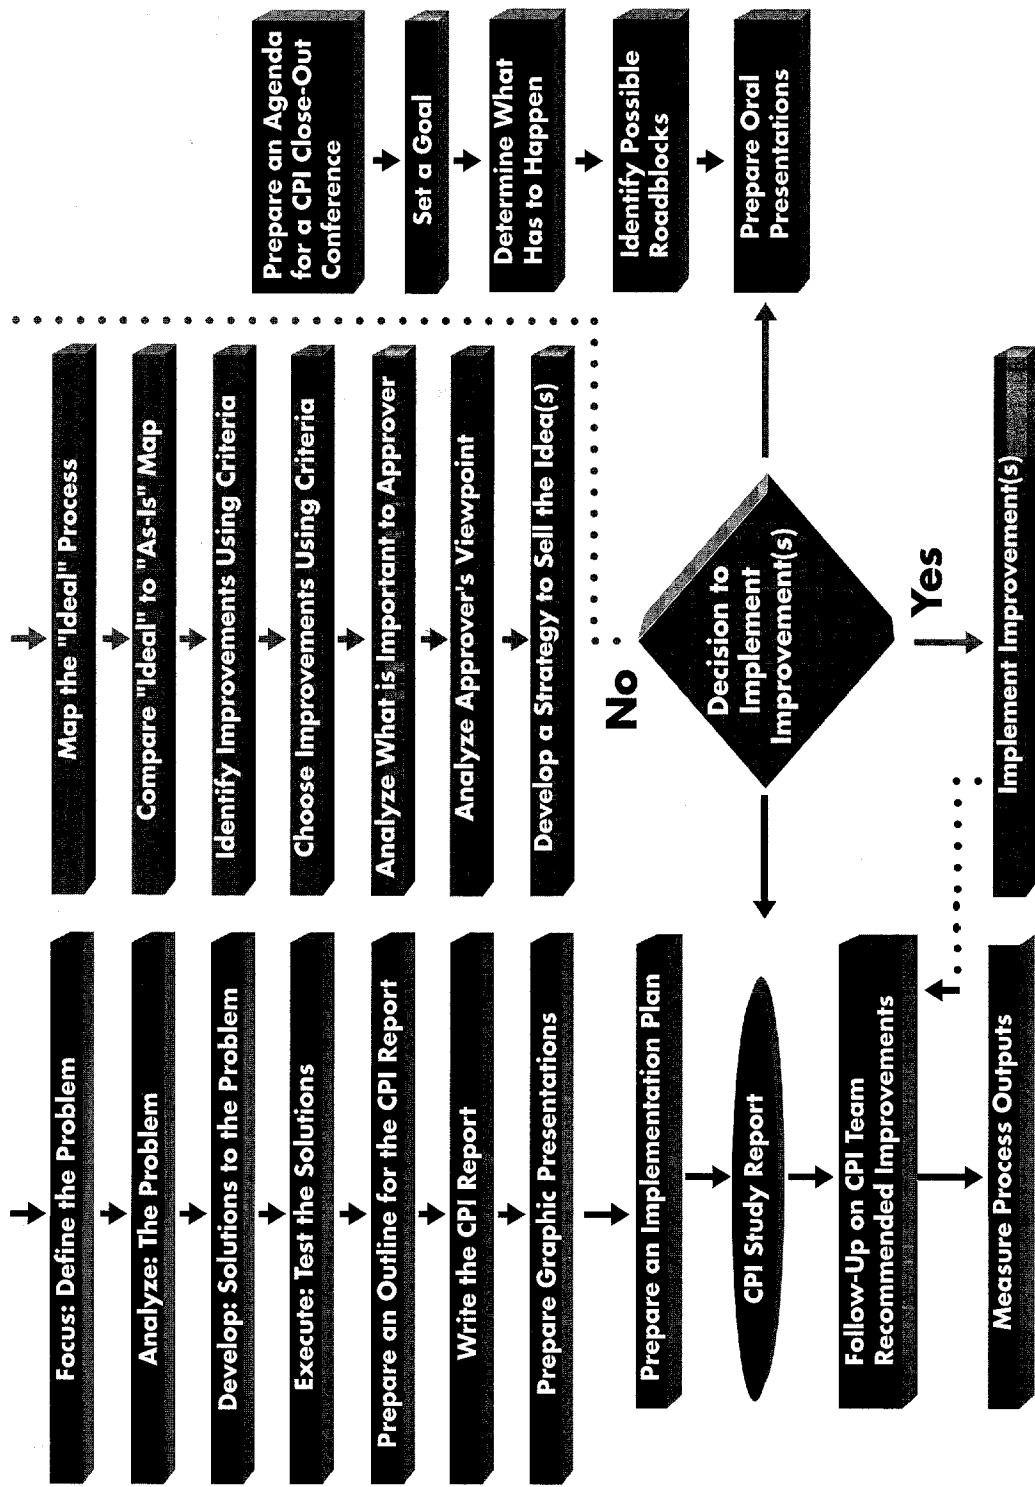 Focus: Define the Problem
Analyze: The Problem
Develop: Solutions to the Problem
Execute: Test the Solutions
Prepare an Outline for the CPI Report
Write the CPI Report
Prepare Graphic Presentations
Prepare an Implementation Plan
CPI Study Report
Follow-Up on CPI Team
Recommended Improvements
Measure Process Outputs
Map the "Ideal" Process
Compare "Ideal" to "As-Is" Map
Identify Improvements Using Criteria
Choose Improvements Using Criteria
Analyze What is Important to Approver
Analyze Approver's Viewpoint
Develop a Strategy to Sell the Idea(s)
No
Decision to
Implement
Improvement(s)
Yes
Implement Improvement(s)
Prepare an Agenda
for a CPI Close-Out
Conference
Set a Goal
Determine What
Has to Happen
Identify Possible
Roadblocks
Prepare Oral
Presentations